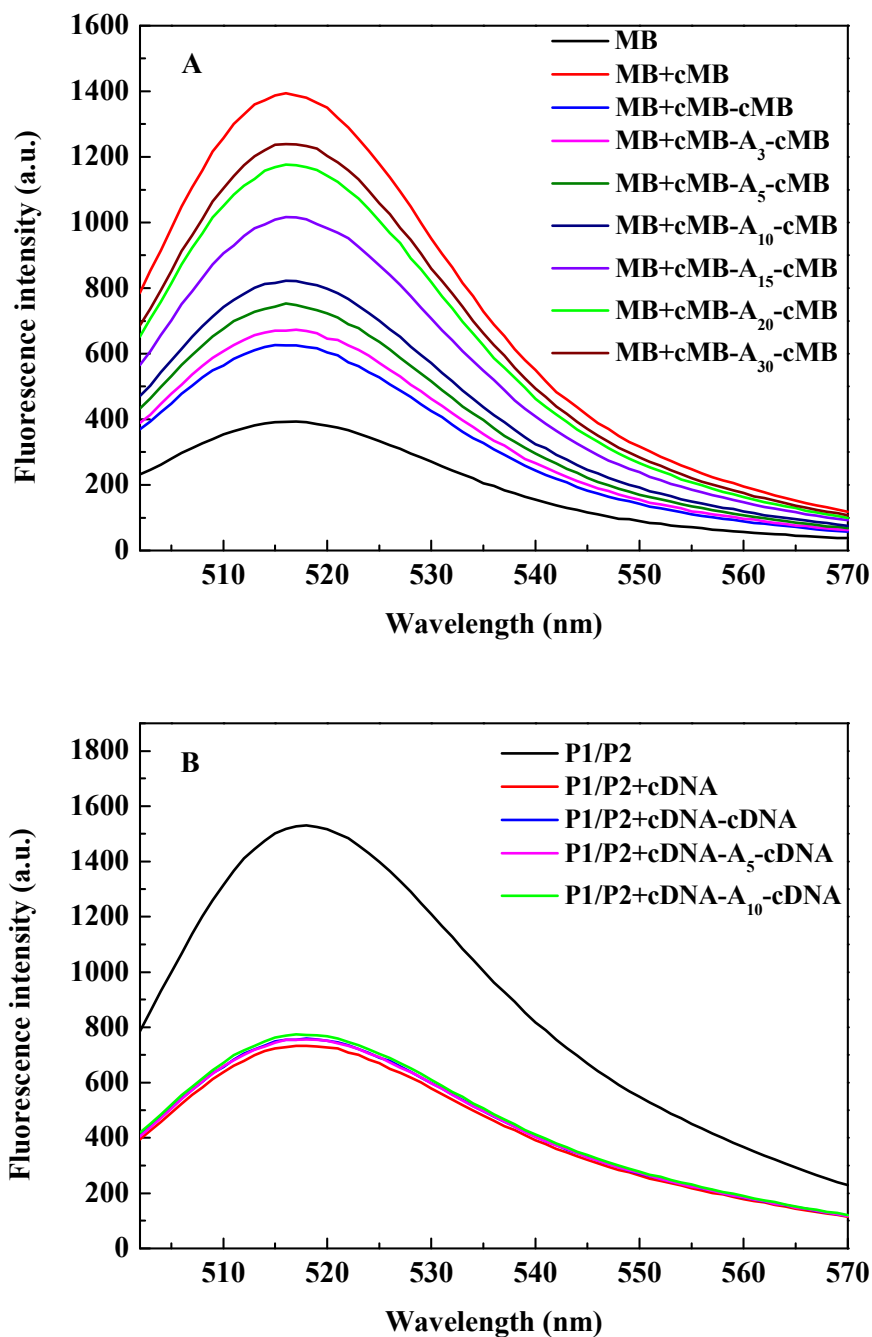 1600
1400
1200
1000
800
600
400
200
0
Fluorescence intensity (a.u.)
A
MB
MB+cMB
MB+cMB-cMB
MB+cMB-A₃-cMB
MB+cMB-A₅-cMB
MB+cMB-A₁₀-cMB
MB+cMB-A₁₅-cMB
MB+cMB-A₂₀-cMB
MB+cMB-A₃₀-cMB
510 520 530 540 550 560 570
Wavelength (nm)
1800
1600
1400
1200
1000
800
600
400
200
0
Fluorescence intensity (a.u.)
B
P1/P2
P1/P2+cDNA
P1/P2+cDNA-cDNA
P1/P2+cDNA-A₅-cDNA
P1/P2+cDNA-A₁₀-cDNA
510 520 530 540 550 560 570
Wavelength (nm)